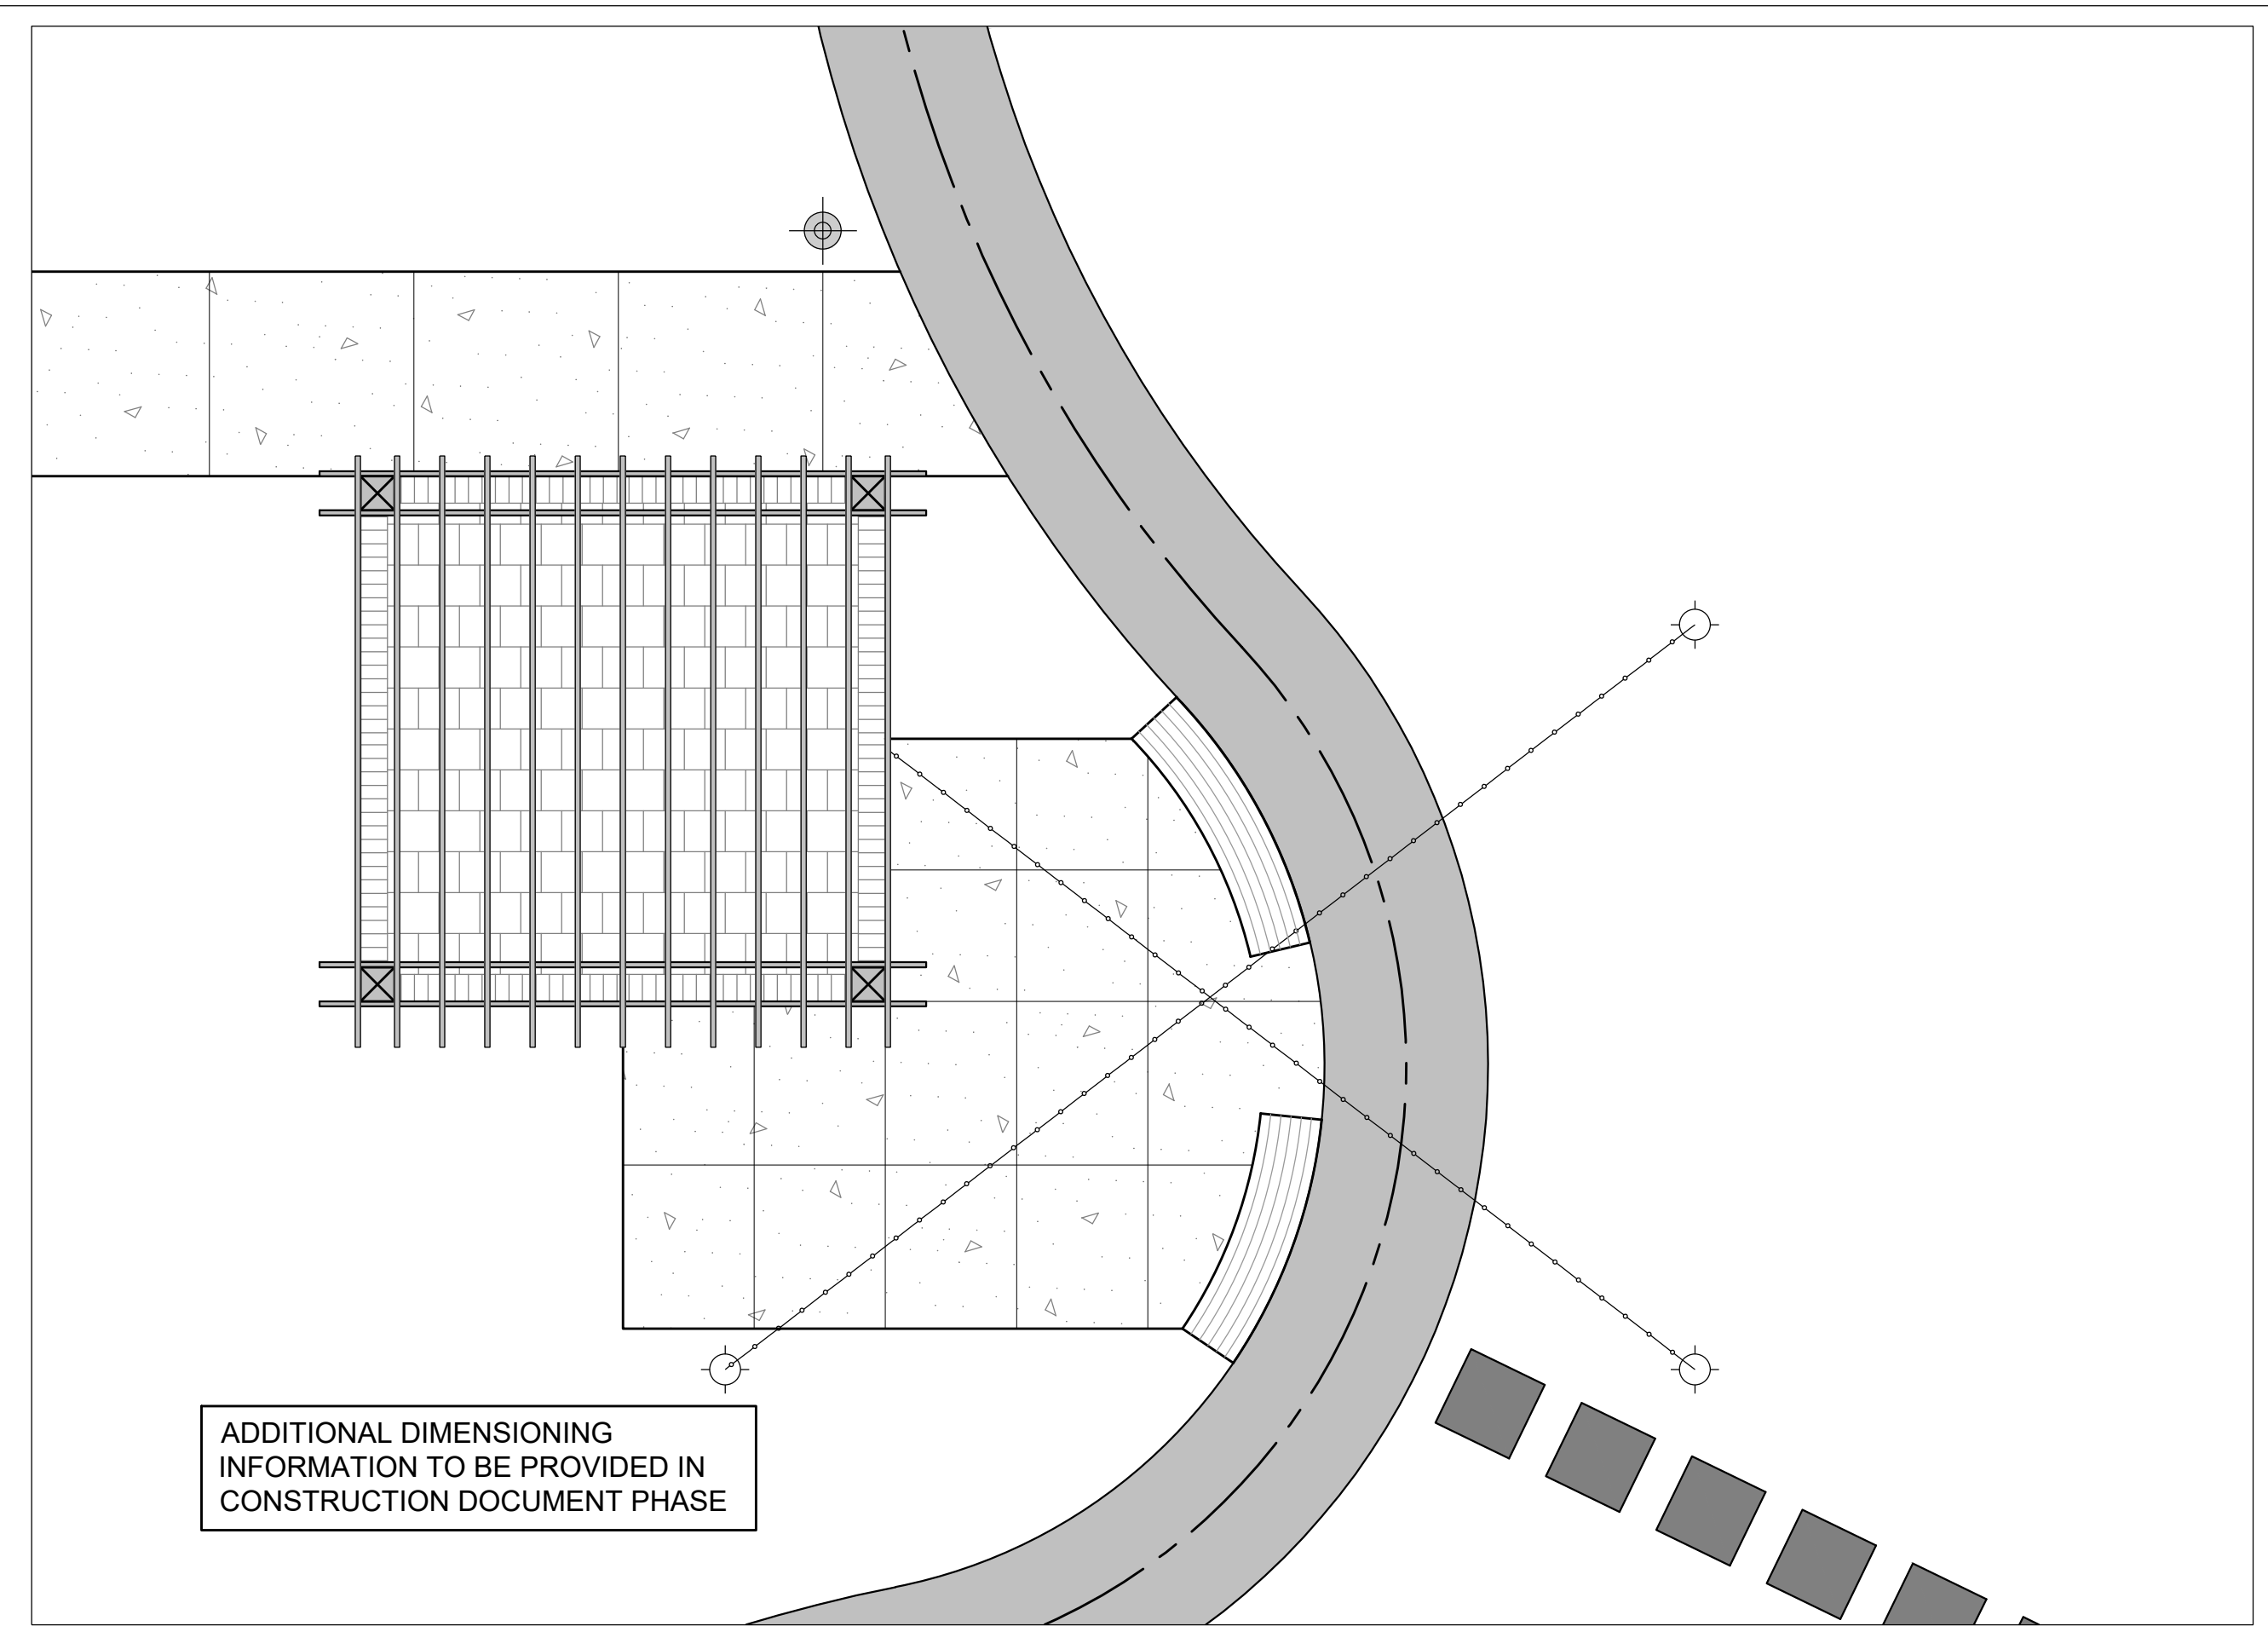 ADDITIONAL DIMENSIONING
INFORMATION TO BE PROVIDED IN
CONSTRUCTION DOCUMENT PHASE